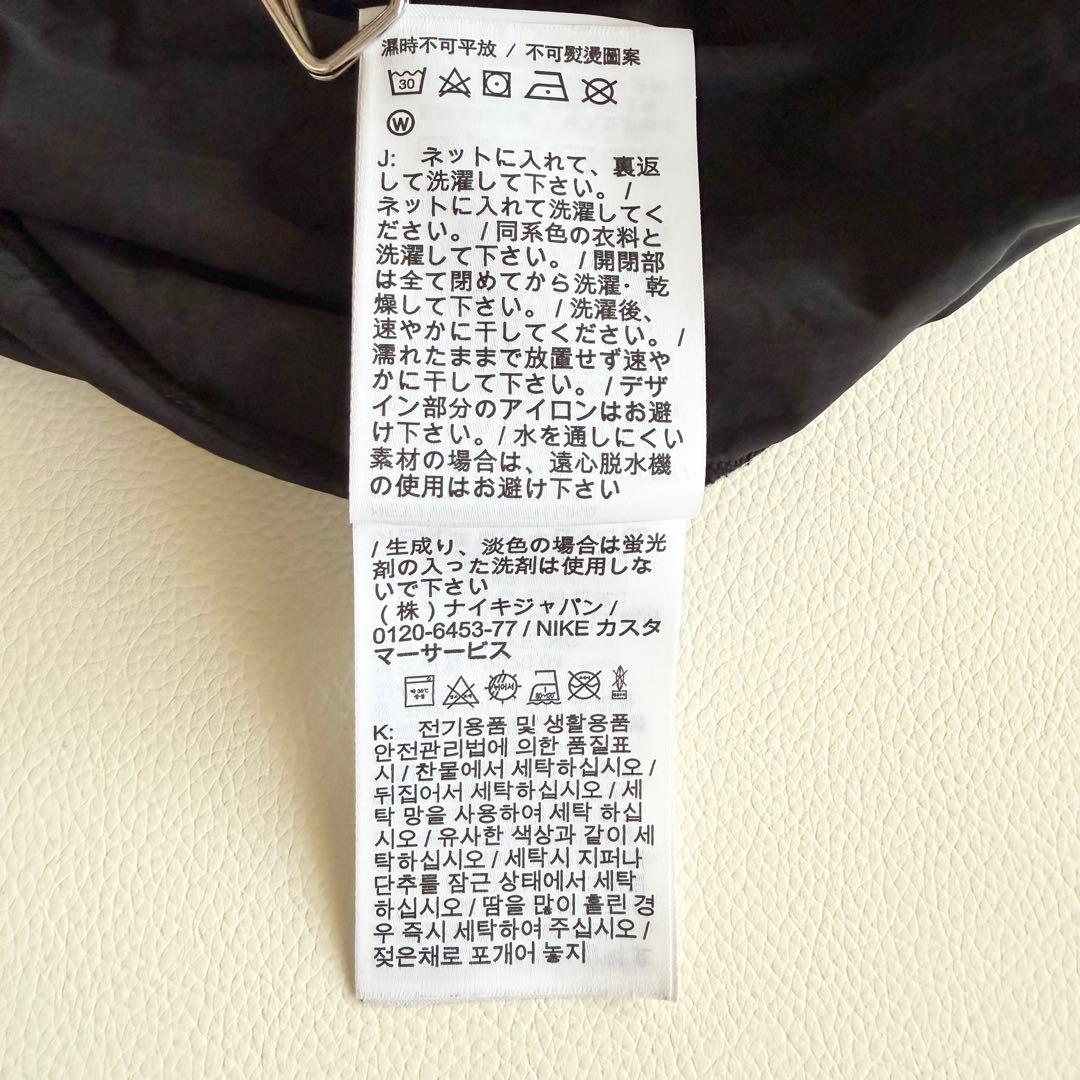 濕時不可平放 / 不可熨燙圖案
30
W
J: ネットに入れて、裏返
して洗濯して下さい。 /
ネットに入れて洗濯してく
ださい。 / 同系色の衣料と
洗濯して下さい。 / 開閉部
は全て閉めてから洗濯・乾
燥して下さい。 / 洗濯後、
速やかに干してください。 /
濡れたままで放置せず速や
かに干して下さい。 / デザ
イン部分のアイロンはお避
け下さい。/ 水を通しにくい
素材の場合は、遠心脱水機
の使用はお避け下さい
/ 生成り、淡色の場合は蛍光
剤の入った洗剤は使用しな
いで下さい
（株）ナイキジャパン /
0120-6453-77 / NIKE カスタ
マーサービス
K: 전기용품 및 생활용품
안전관리법에 의한 품질표
시 / 찬물에서 세탁하십시오 /
뒤집어서 세탁하십시오 / 세
탁 망을 사용하여 세탁 하십
시오 / 유사한 색상과 같이 세
탁하십시오 / 세탁시 지퍼나
단추를 잠근 상태에서 세탁
하십시오 / 땀을 많이 흘린 경
우 즉시 세탁하여 주십시오 /
젖은채로 포개어 놓지